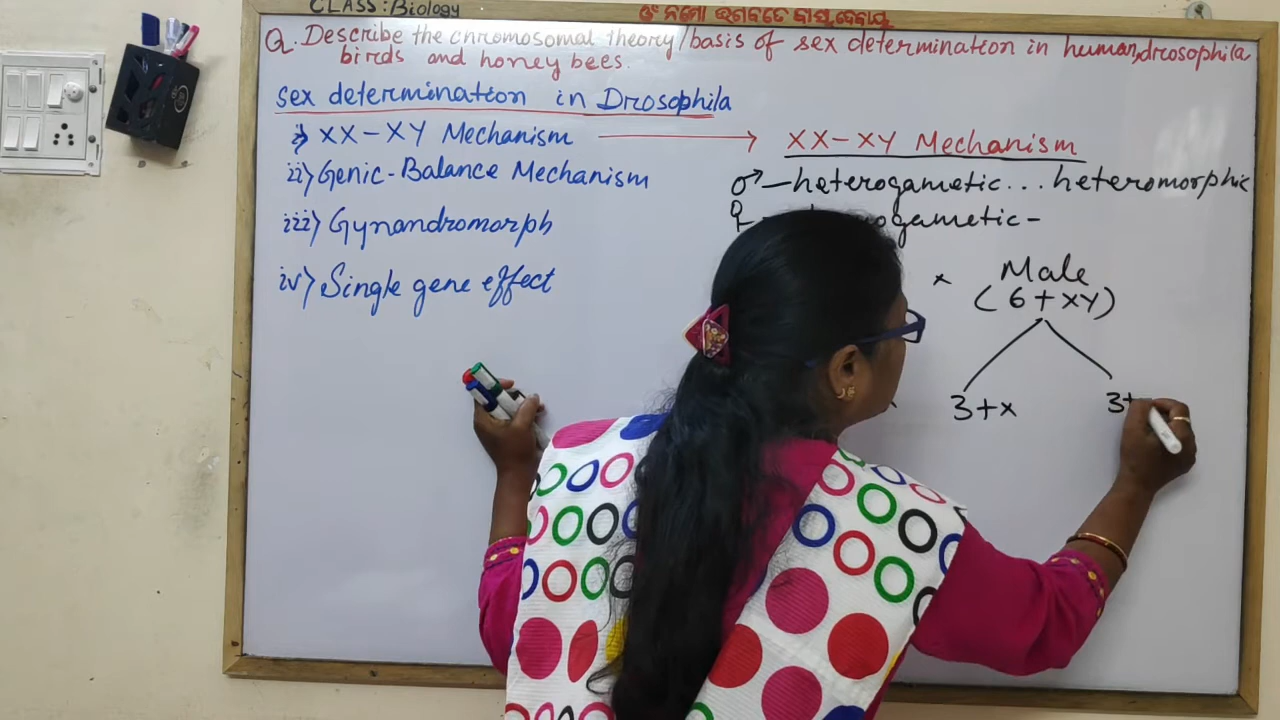 CLASS: Biology
ଓଁ ନମୋ ଭଗବତେ ବାସୁଦେବାୟ
Q. Describe the chromosomal theory/basis of sex determination in human,drosophila
birds and honey bees.
sex determination in Drosophila
i) XX-XY Mechanism → XX-XY Mechanism
ii) Genic-Balance Mechanism
♂ — heterogametic... heteromorphic
iii) Gynandromorph
♀ — gametic -
iv) Single gene effect
× Male
(6+XY)
3+X 3+